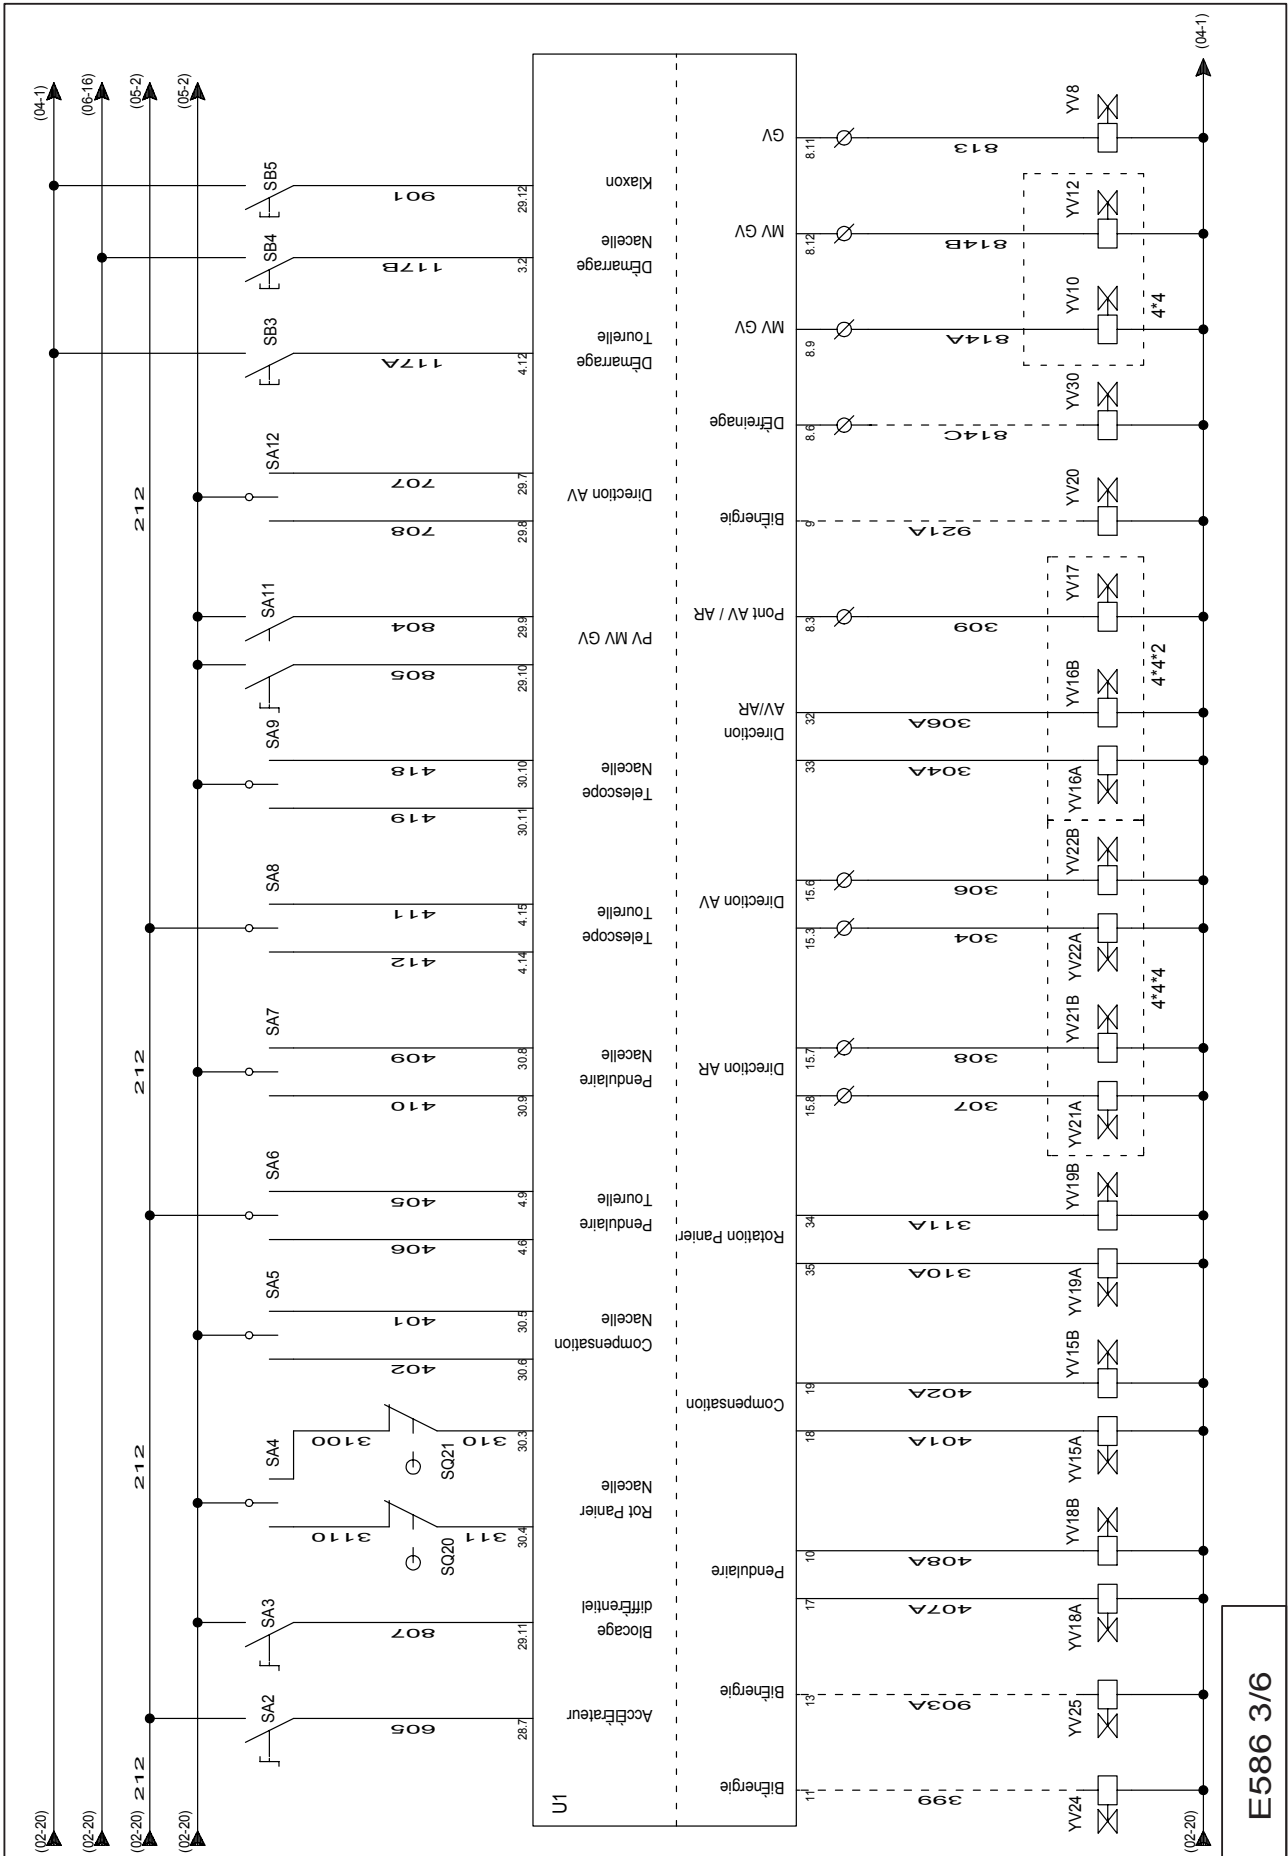 (04-1)
(06-16)
(05-2)
(05-2)
(04-1)
212
212
212
212
SB5
SB4
SB3
SA12
SA11
SA9
SA8
SA7
SA6
SA5
SA4
SQ21
SQ20
SA3
SA2
901
117B
117A
707
708
804
805
418
419
411
412
409
410
405
406
401
402
3100
310
3110
311
807
605
29.12
3.2
4.12
29.7
29.8
29.9
29.10
30.10
30.11
4.15
4.14
30.8
30.9
4.9
4.6
30.5
30.6
30.3
30.4
29.11
28.7
U1
Klaxon
DÈmarrage
Nacelle
DÈmarrage
Tourelle
Direction AV
PV MV GV
Telescope
Nacelle
Telescope
Tourelle
Pendulaire
Nacelle
Pendulaire
Tourelle
Compensation
Nacelle
Rot Panier
Nacelle
Blocage
diffÈrentiel
AccÈlÈrateur
GV
MV GV
MV GV
DÈfreinage
BiÈnergie
Pont AV / AR
Direction
AV/AR
Direction AV
Direction AR
Rotation Panier
Compensation
Pendulaire
BiÈnergie
BiÈnergie
8.11
8.12
8.9
8.6
9
8.3
32
33
15.6
15.3
15.7
15.8
34
35
19
18
10
17
13
11
813
814B
814A
814C
921A
309
306A
304A
306
304
308
307
311A
310A
402A
401A
408A
407A
903A
399
YV8
YV12
YV10
YV30
YV20
YV17
YV16B
YV16A
YV22B
YV22A
YV21B
YV21A
YV19B
YV19A
YV15B
YV15A
YV18B
YV18A
YV25
YV24
4*4
4*4*2
4*4*4
(02-20)
(02-20)
(02-20)
(02-20)
(02-20)
E586 3/6